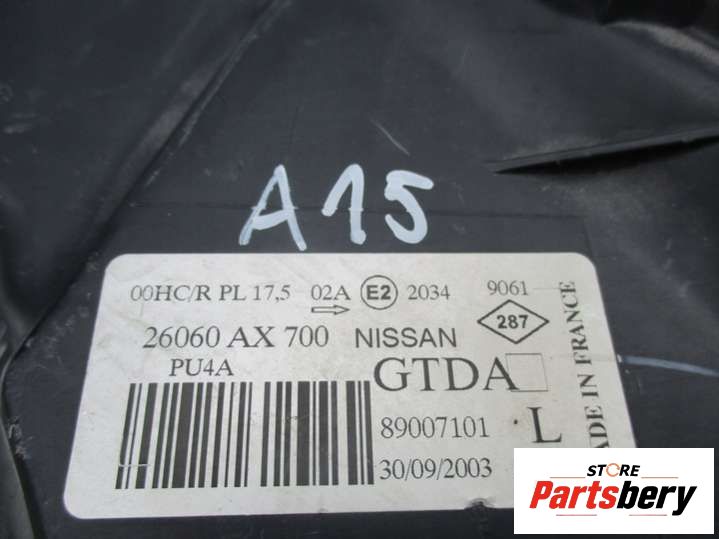 A15
00HC/R PL 17,5 02A E2 2034 9061
26060 AX 700 NISSAN 287
PU4A GTDA
89007101 L
30/09/2003
ADE IN FRANCE
STORE
Partsbery